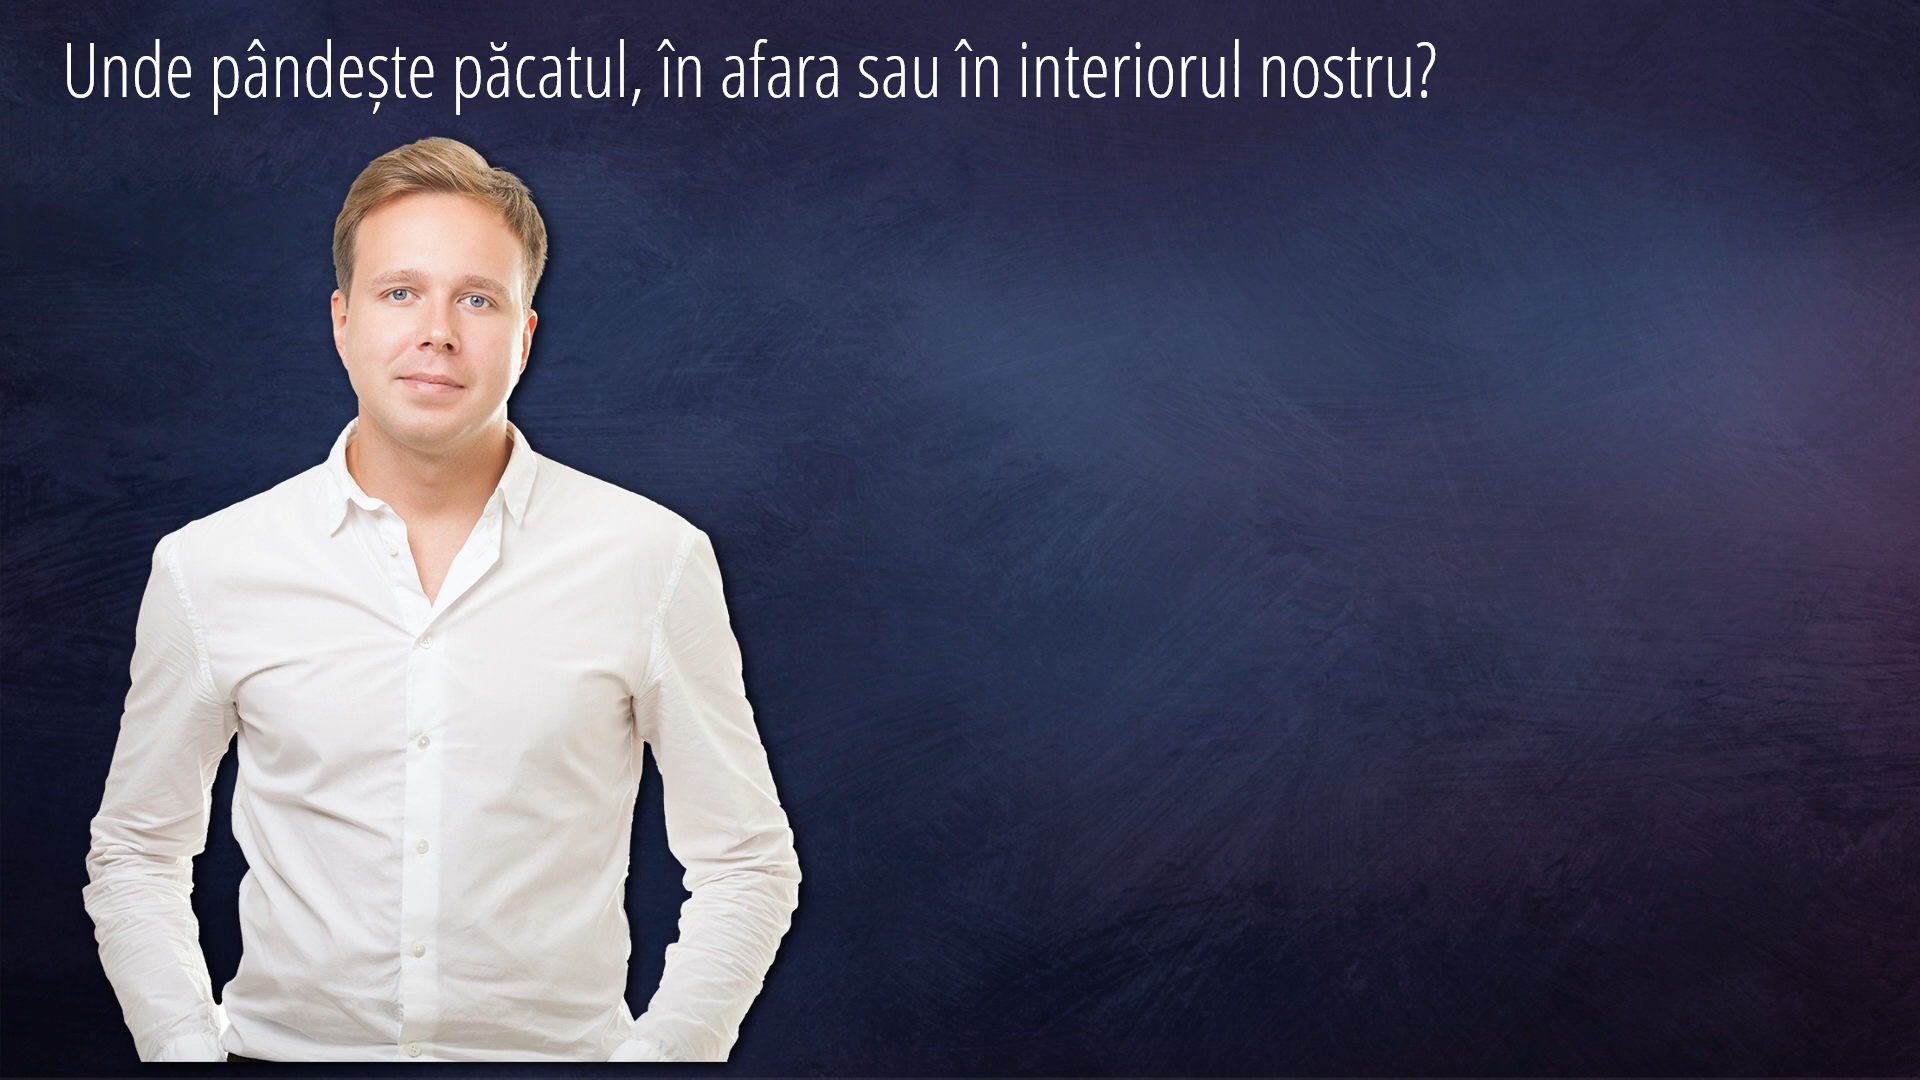 Unde pândește păcatul, în afara sau în interiorul nostru?